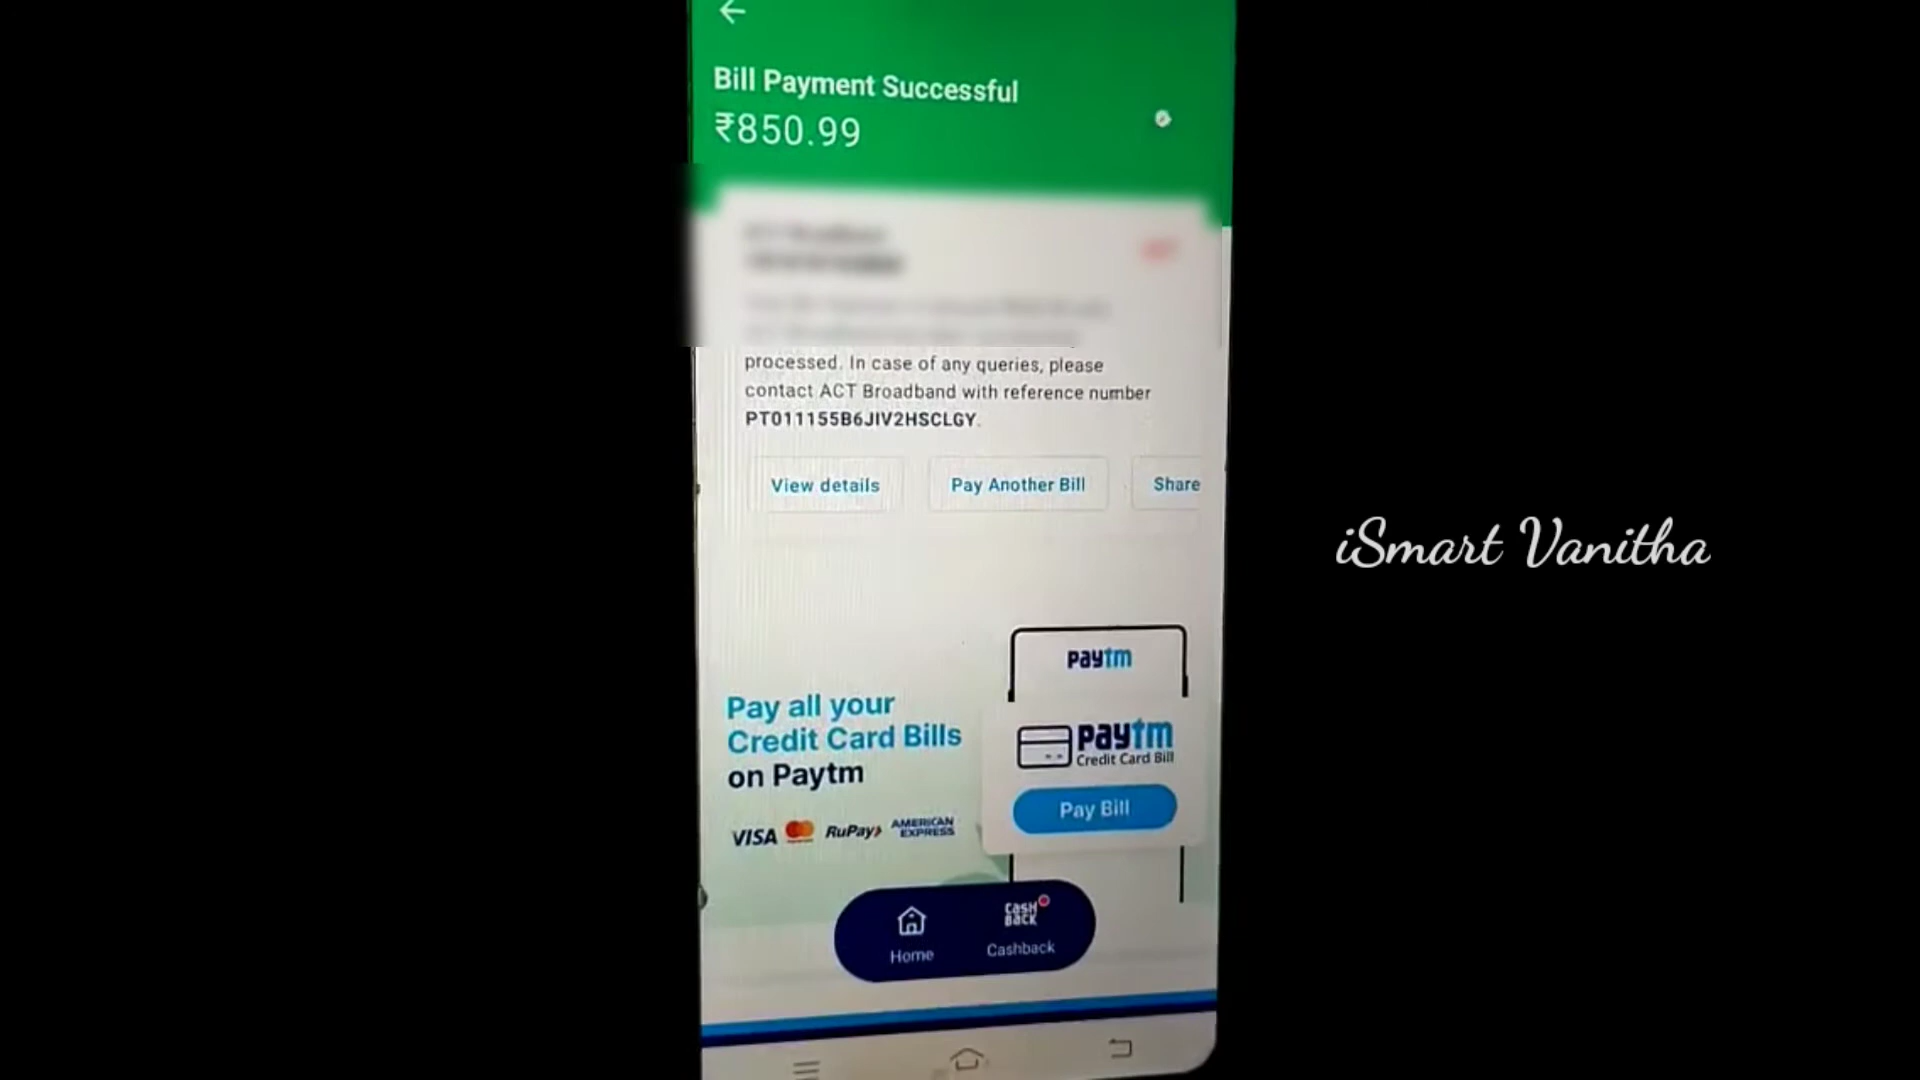 Bill Payment Successful
₹850.99
processed. In case of any queries, please
contact ACT Broadband with reference number
PT011155B6JIV2HSCLGY.
View details
Pay Another Bill
Share
paytm
Pay all your
Credit Card Bills
on Paytm
paytm
Credit Card Bill
Pay Bill
VISA
RuPay
AMERICAN
EXPRESS
CASH
BACK
Home
Cashback
iSmart Vanitha